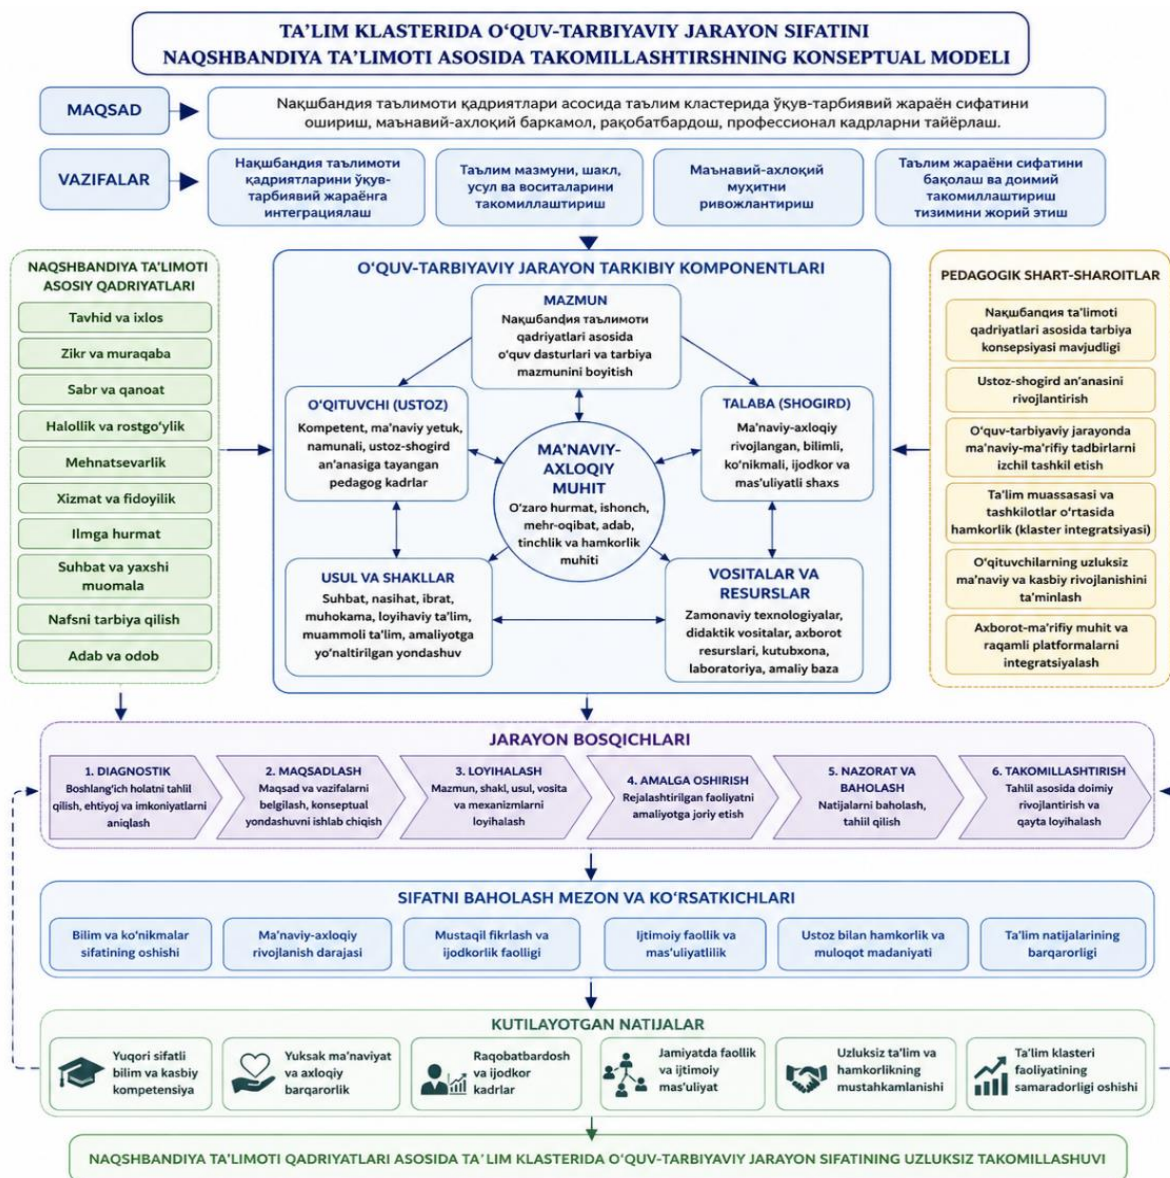 TA'LIM KLASTERIDA O'QUV-TARBIYAVIY JARAYON SIFATINI
NAQSHBANDIYA TA'LIMOTI ASOSIDA TAKOMILLASHTIRSHNING KONSEPTUAL MODELI
MAQSAD
Nақшбандия таълимоти қадриятлари асосида таълим кластерида ўқув-тарбиявий жараён сифатини
ошириш, маънавий-ахлоқий баркамол, рақобатбардош, профессионал кадрларни тайёрлаш.
VAZIFALAR
Нақшбандия таълимоти
қадриятларини ўқув-
тарбиявий жараёнга
интеграциялаш
Таълим мазмуни, шакл,
усул ва воситаларини
такомиллаштириш
Маънавий-ахлоқий
муҳитни
ривожлантириш
Таълим жараёни сифатини
баҳолаш ва доимий
такомиллаштириш
тизимини жорий этиш
NAQSHBANDIYA TA'LIMOTI
ASOSIY QADRIYATLARI
Tavhid va ixlos
Zikr va muraqaba
Sabr va qanoat
Halollik va rostgo'ylik
Mehnatsevarlik
Xizmat va fidoyilik
Ilmga hurmat
Suhbat va yaxshi
muomala
Nafsni tarbiya qilish
Adab va odob
O'QUV-TARBIYAVIY JARAYON TARKIBIY KOMPONENTLARI
MAZMUN
Nақшбандия таълимоти
qadriyatlari asosida
o'quv dasturlari va tarbiya
mazmunini boyitish
O'QITUVCHI (USTOZ)
Kompetent, ma'naviy yetuk,
namunali, ustoz-shogird
an'anasiga tayangan
pedagog kadrlar
TALABA (SHOGIRD)
Ma'naviy-axloqiy
rivojlangan, bilimli,
ko'nikmali, ijodkor va
mas'uliyatli shaxs
MA'NAVIY-
AXLOQIY
MUHIT
O'zaro hurmat, ishonch,
mehr-oqibat, adab,
tinchlik va hamkorlik
muhiti
USUL VA SHAKLLAR
Suhbat, nasihat, ibrat,
muhokama, loyihaviy ta'lim,
muammoli ta'lim, amaliyotga
yo'naltirilgan yondashuv
VOSITALAR VA
RESURSLAR
Zamonaviy texnologiyalar,
didaktik vositalar, axborot
resurslari, kutubxona,
laboratoriya, amaliy baza
PEDAGOGIK SHART-SHAROITLAR
Nақшбанқия ta'limoti
qadriyatlari asosida tarbiya
konsepsiyasi mavjudligi
Ustoz-shogird an'anasini
rivojlantirish
O'quv-tarbiyaviy jarayonda
ma'naviy-ma'rifiy tadbirlarni
izchil tashkil etish
Ta'lim muassasasi va
tashkilotlar o'rtasida
hamkorlik (klaster integratsiyasi)
O'qituvchilarning uzluksiz
ma'naviy va kasbiy rivojlanishini
ta'minlash
Axborot-ma'rifiy muhit va
raqamli platformalarni
integratsiyalash
JARAYON BOSQICHLARI
1. DIAGNOSTIK
Boshlang'ich holatni tahlil
qilish, ehtiyoj va imkoniyatlarni
aniqlash
2. MAQSADLASH
Maqsad va vazifalarni
belgilash, konseptual
yondashuvni ishlab chiqish
3. LOYIHALASH
Mazmun, shakl, usul, vosita
va mexanizmlarni
loyihalash
4. AMALGA OSHIRISH
Rejalashtirilgan faoliyatni
amaliyotga joriy etish
5. NAZORAT VA
BAHOLASH
Natijalarni baholash,
tahlil qilish
6. TAKOMILLASHTIRISH
Tahlil asosida doimiy
rivojlantirish va
qayta loyihalash
SIFATNI BAHOLASH MEZON VA KO'RSATKICHLARI
Bilim va ko'nikmalar
sifatining oshishi
Ma'naviy-axloqiy
rivojlanish darajasi
Mustaqil fikrlash va
ijodkorlik faolligi
Ijtimoiy faollik va
mas'uliyatlilik
Ustoz bilan hamkorlik va
muloqot madaniyati
Ta'lim natijalarining
barqarorligi
KUTILAYOTGAN NATIJALAR
Yuqori sifatli
bilim va kasbiy
kompetensiya
Yuksak ma'naviyat
va axloqiy
barqarorlik
Raqobatbardosh
va ijodkor
kadrlar
Jamiyatda faollik
va ijtimoiy
mas'uliyat
Uzluksiz ta'lim va
hamkorlikning
mustahkamlanishi
Ta'lim klasteri
faoliyatining
samaradorligi oshishi
NAQSHBANDIYA TA'LIMOTI QADRIYATLARI ASOSIDA TA'LIM KLASTERIDA O'QUV-TARBIYAVIY JARAYON SIFATINING UZLUKSIZ TAKOMILLASHUVI